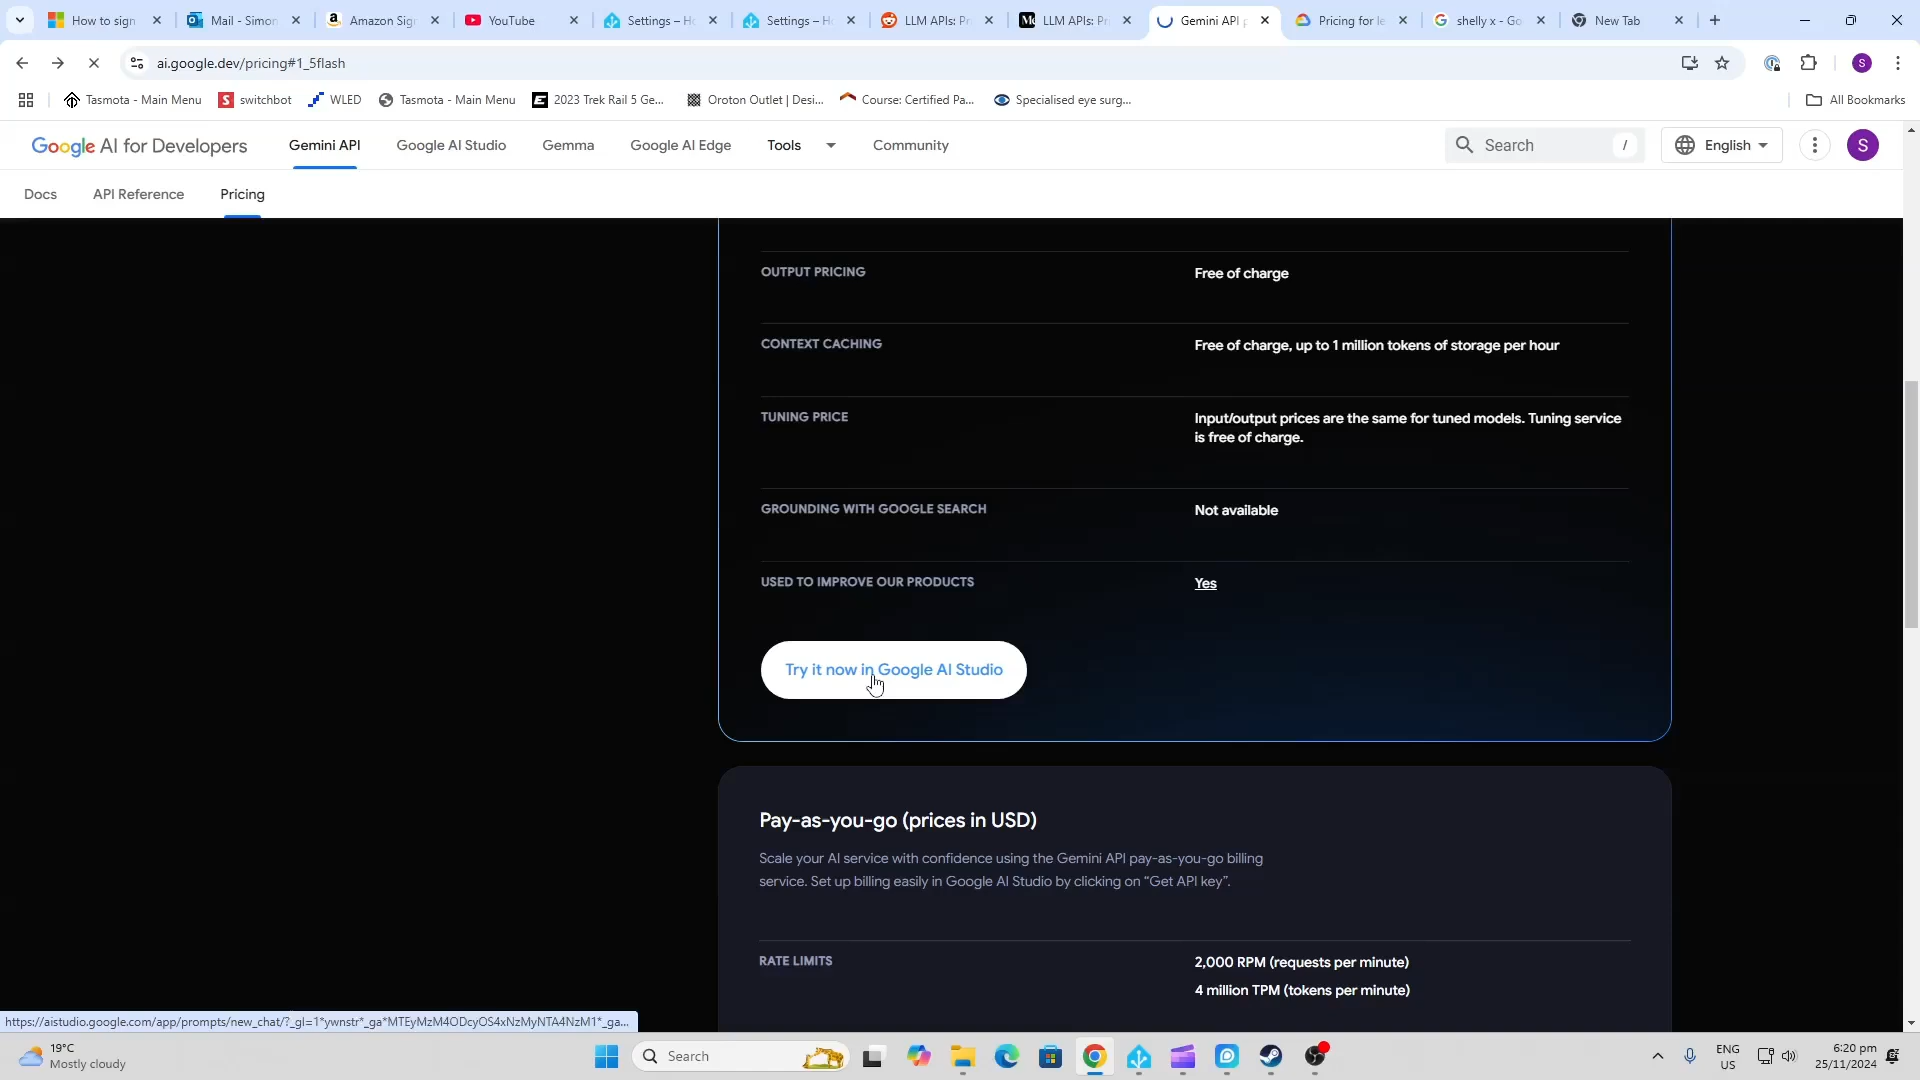 How to sign
Mail - Simon
Amazon Sig
YouTube
Settings – Ho
Settings – Ho
LLM APIs: Pr
LLM APIs: Pr
Gemini API p
Pricing for le
shelly x - Go
New Tab
ai.google.dev/pricing#1_5flash
S
Tasmota - Main Menu
switchbot
WLED
Tasmota - Main Menu
2023 Trek Rail 5 Ge...
Oroton Outlet | Desi...
Course: Certified Pa...
Specialised eye surg...
All Bookmarks
Google AI for Developers
Gemini API
Google AI Studio
Gemma
Google AI Edge
Tools
Community
Search
/
English
S
Docs
API Reference
Pricing
OUTPUT PRICING
Free of charge
CONTEXT CACHING
Free of charge, up to 1 million tokens of storage per hour
TUNING PRICE
Input/output prices are the same for tuned models. Tuning service
is free of charge.
GROUNDING WITH GOOGLE SEARCH
Not available
USED TO IMPROVE OUR PRODUCTS
Yes
Try it now in Google AI Studio
Pay-as-you-go (prices in USD)
Scale your AI service with confidence using the Gemini API pay-as-you-go billing
service. Set up billing easily in Google AI Studio by clicking on “Get API key”.
RATE LIMITS
2,000 RPM (requests per minute)
4 million TPM (tokens per minute)
https://aistudio.google.com/app/prompts/new_chat/?_gl=1*ywnstr*_ga*MTEyMzM4ODcyOS4xNzMyNTA4NzM1*_ga...
19°C
Mostly cloudy
Search
ENG
US
6:20 pm
25/11/2024